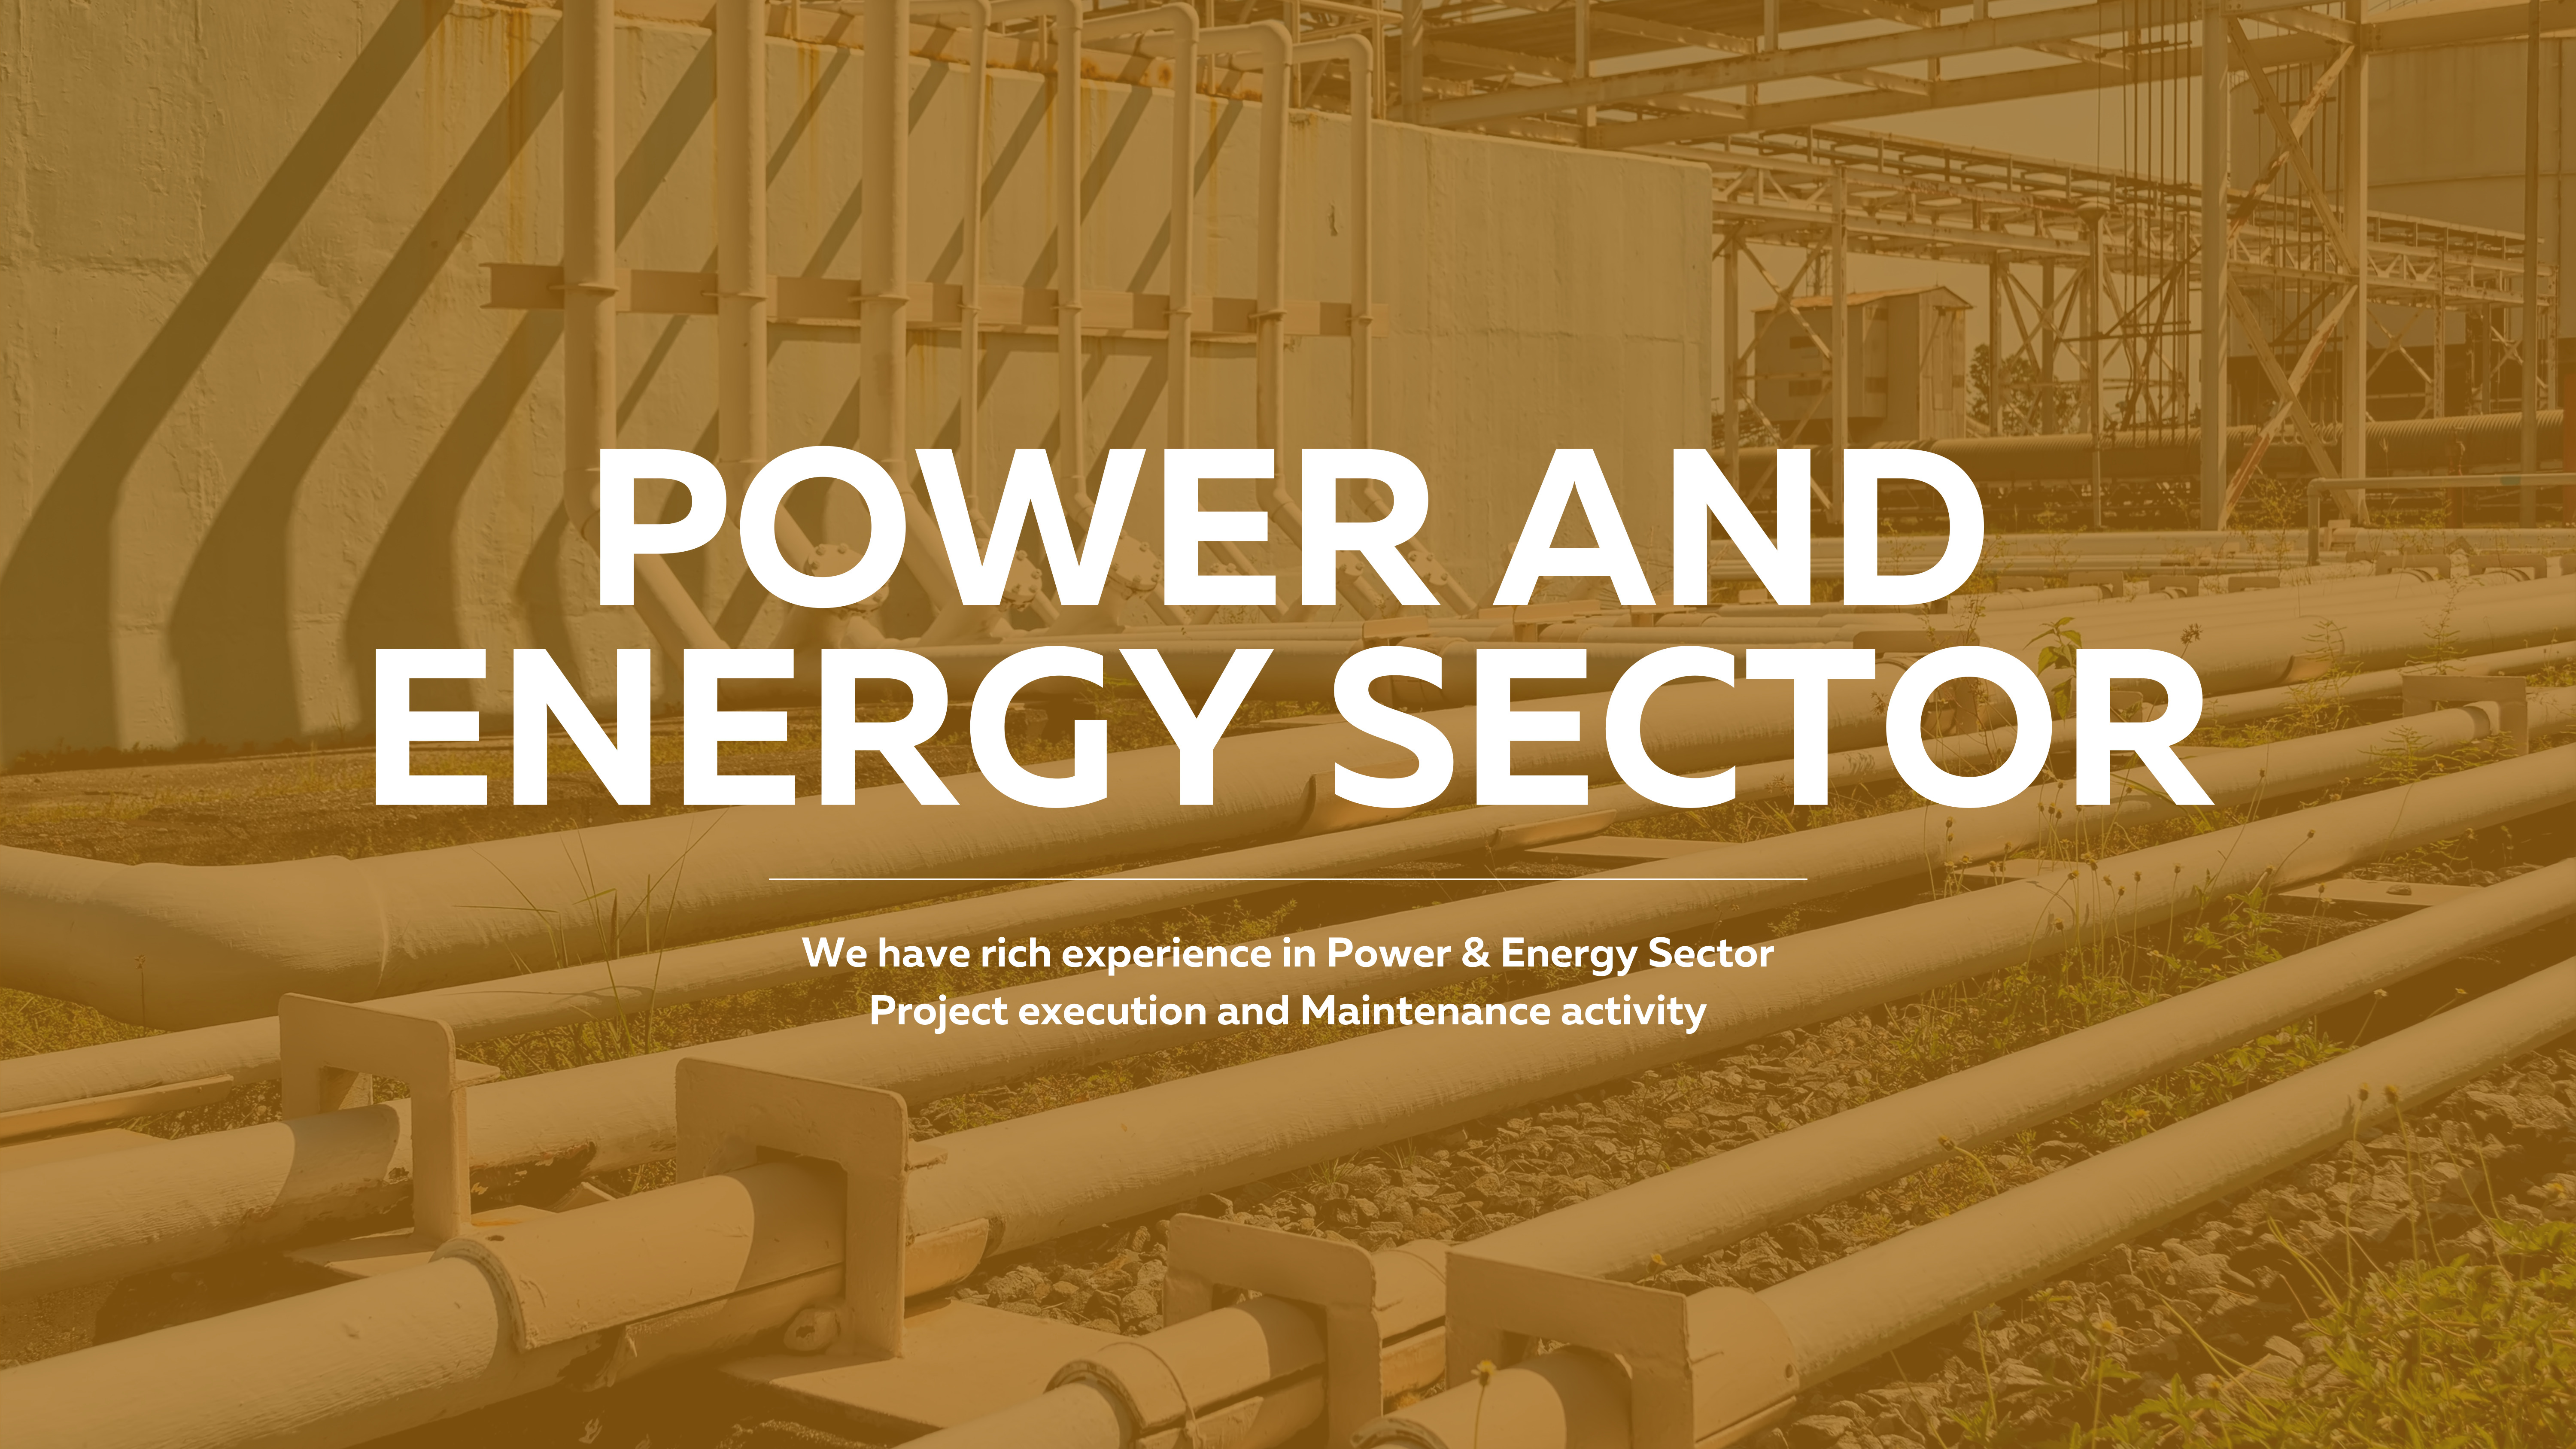 POWER AND
ENERGY SECTOR
We have rich experience in Power & Energy Sector
Project execution and Maintenance activity